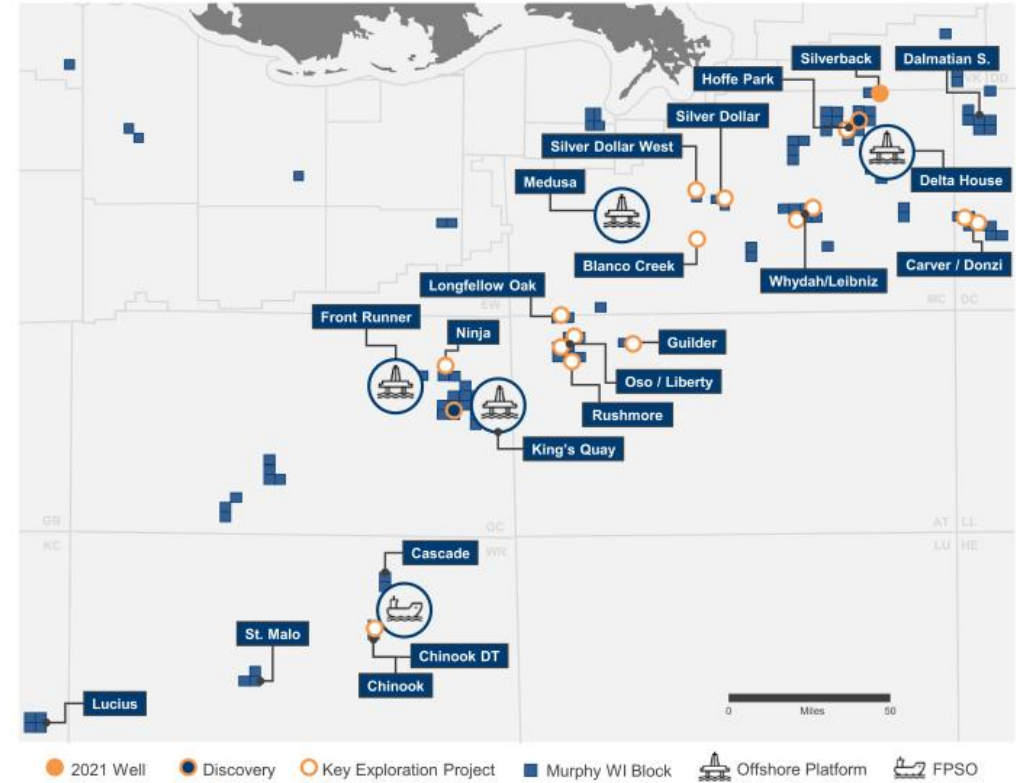 Silverback
Dalmatian S.
Hoffe Park
VK
DD
Silver Dollar
Silver Dollar West
Medusa
Delta House
Blanco Creek
Whydah/Leibniz
Carver / Donzi
Longfellow Oak
EW
MC
DC
Front Runner
Ninja
Guilder
Oso / Liberty
Rushmore
King's Quay
GB
GC
AT
LL
KC
WR
LU
HE
Cascade
St. Malo
Chinook DT
Chinook
Lucius
0
Miles
50
2021 Well
Discovery
Key Exploration Project
Murphy WI Block
Offshore Platform
FPSO